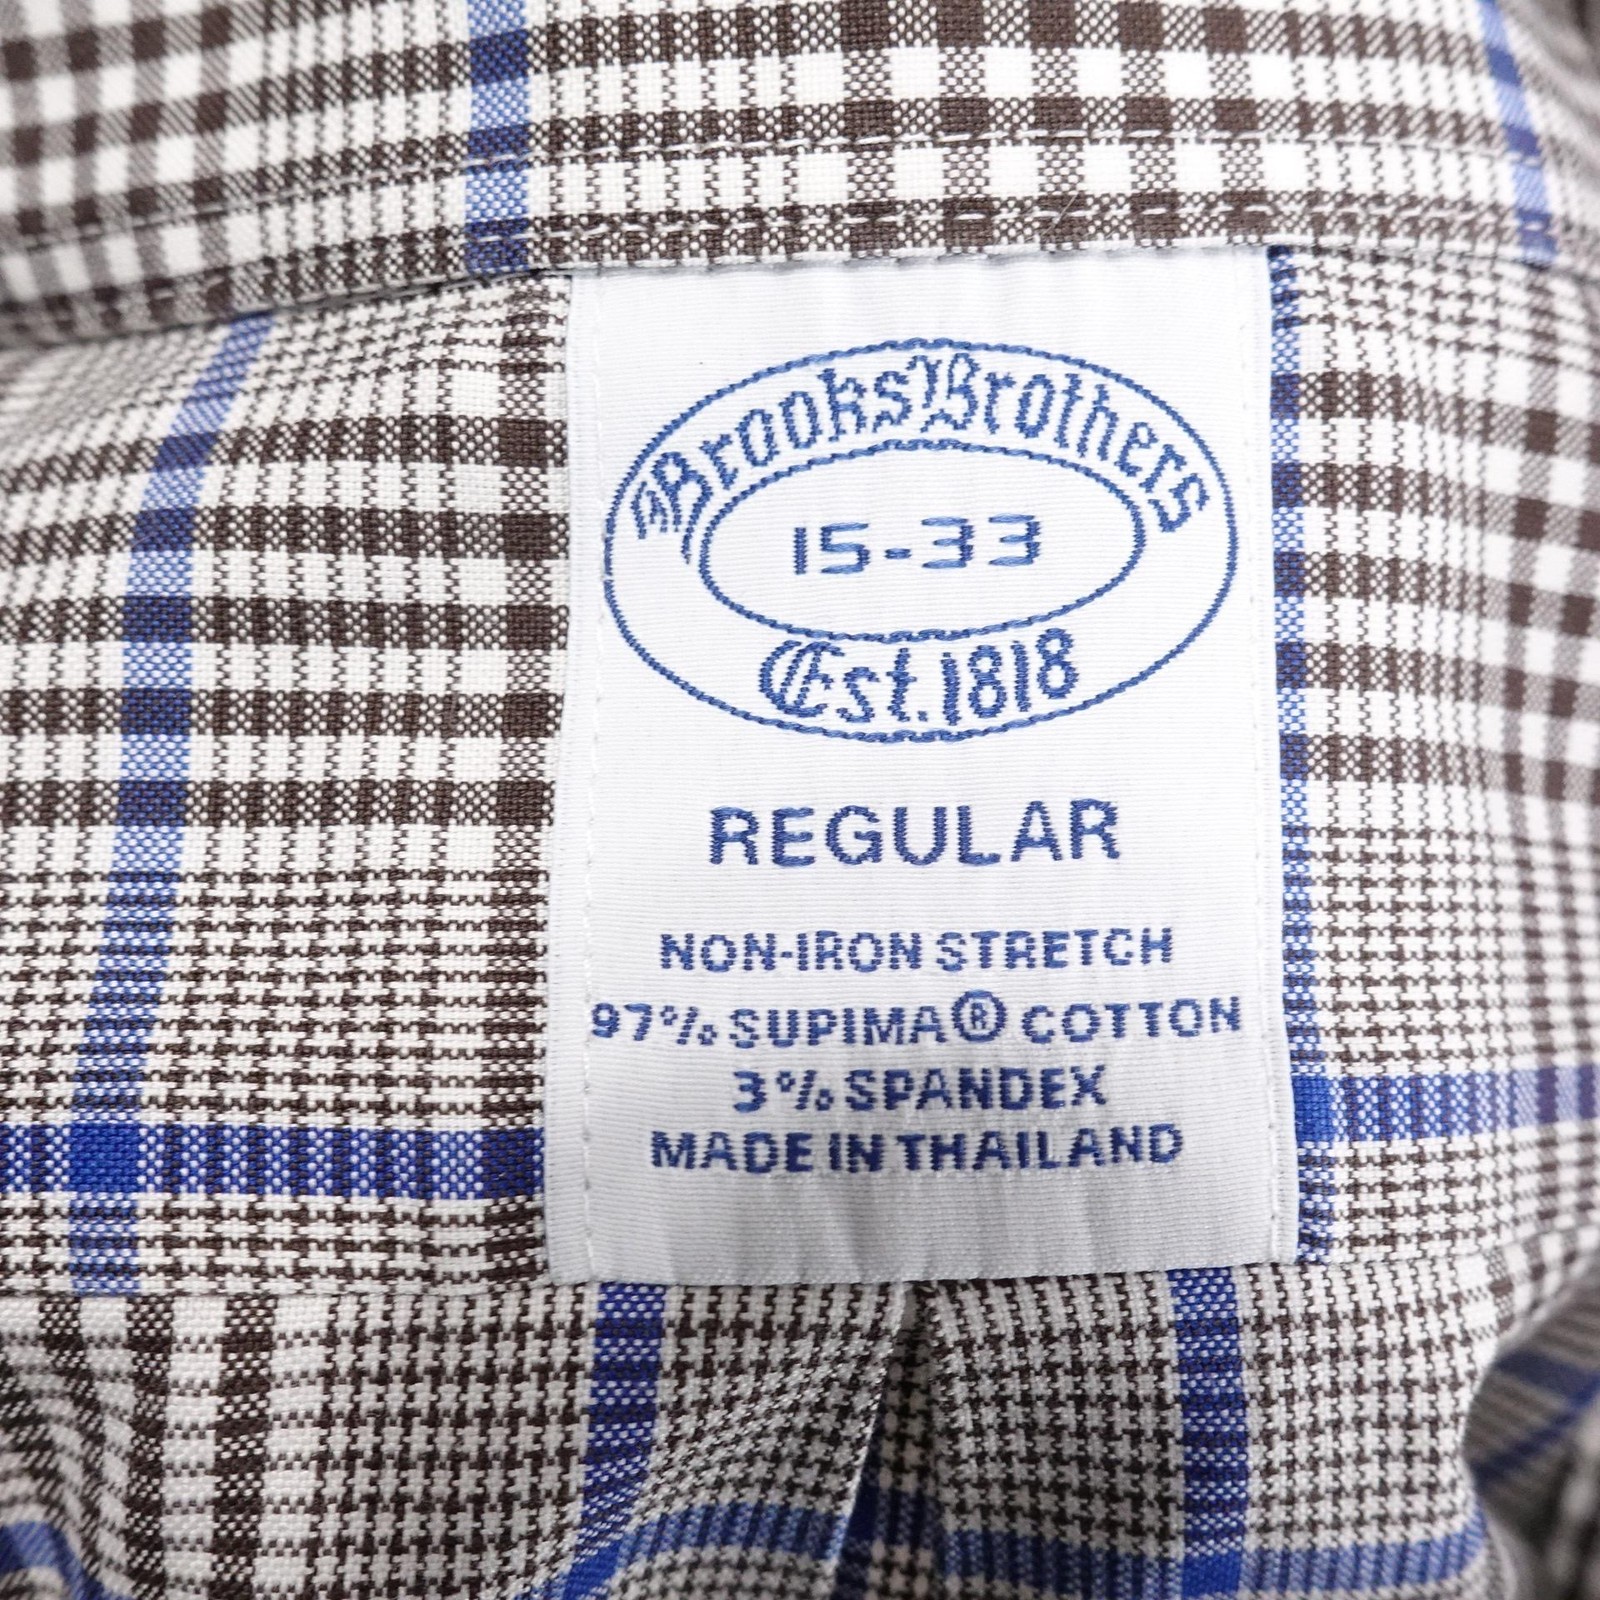 Brooks Brothers
15-33
Est. 1818
REGULAR
NON-IRON STRETCH
97% SUPIMA® COTTON
3% SPANDEX
MADE IN THAILAND